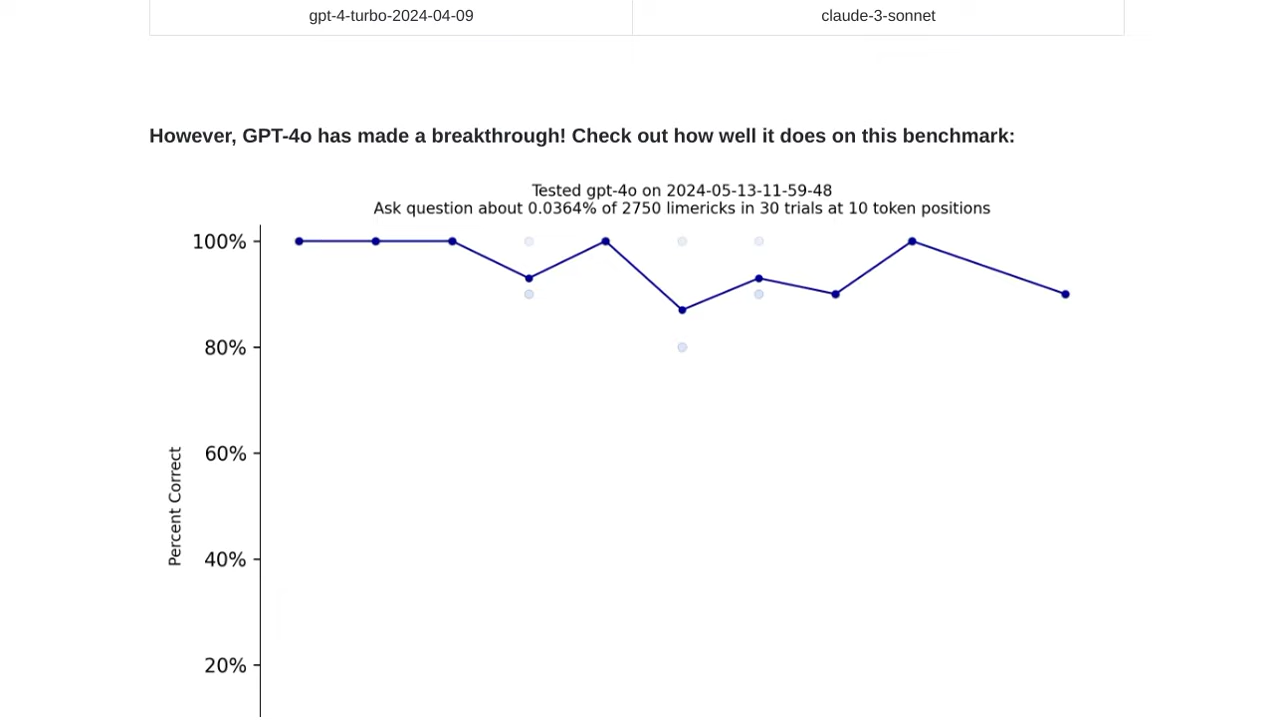 gpt-4-turbo-2024-04-09
claude-3-sonnet
However, GPT-4o has made a breakthrough! Check out how well it does on this benchmark:
Tested gpt-4o on 2024-05-13-11-59-48
Ask question about 0.0364% of 2750 limericks in 30 trials at 10 token positions
100%
80%
60%
Percent Correct
40%
20%